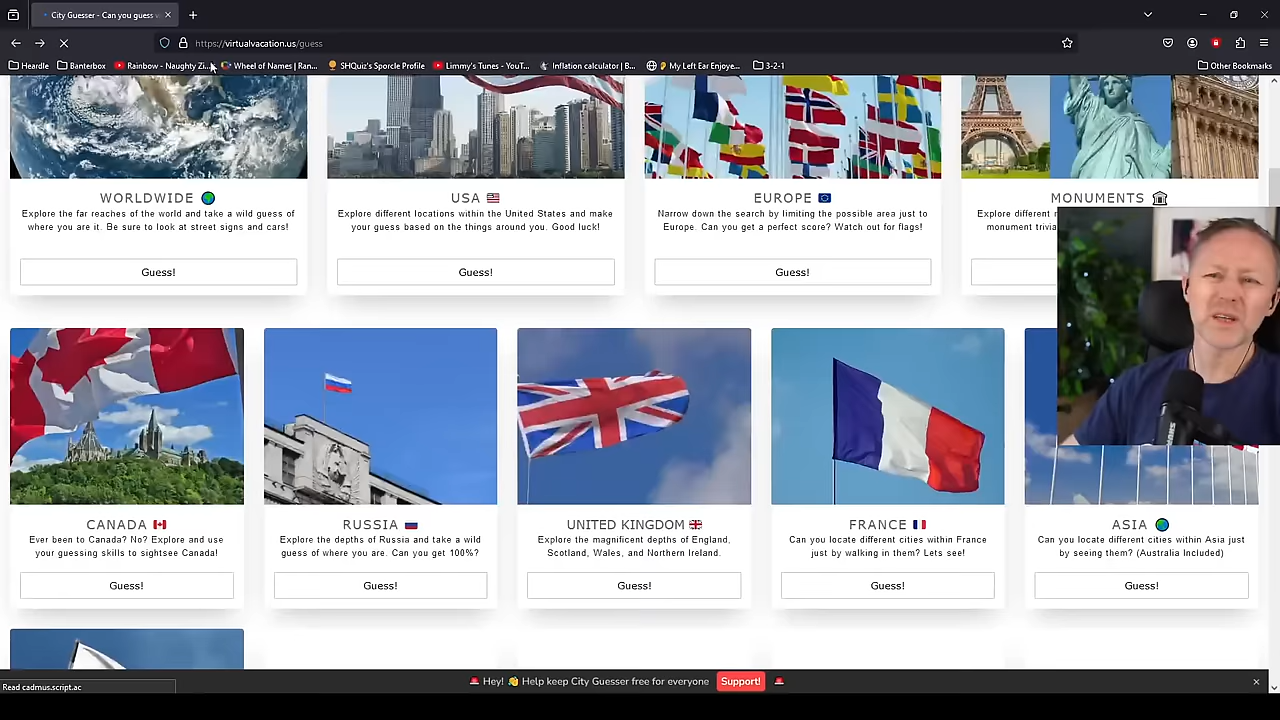 City Guesser - Can you guess
https://virtualvacation.us/guess
Heardle
Banterbox
Rainbow - Naughty Zi...
Wheel of Names | Ran...
SHQuiz's Sporcle Profile
Limmy's Tunes - YouT...
Inflation calculator | B...
My Left Ear Enjoye...
3-2-1
Other Bookmarks
WORLDWIDE
Explore the far reaches of the world and take a wild guess of
where you are it. Be sure to look at street signs and cars!
Guess!
USA
Explore different locations within the United States and make
your guess based on the things around you. Good luck!
Guess!
EUROPE
Narrow down the search by limiting the possible area just to
Europe. Can you get a perfect score? Watch out for flags!
Guess!
MONUMENTS
Explore different
monument trivia
CANADA
Ever been to Canada? No? Explore and use
your guessing skills to sightsee Canada!
Guess!
RUSSIA
Explore the depths of Russia and take a wild
guess of where you are. Can you get 100%?
Guess!
UNITED KINGDOM
Explore the magnificent depths of England,
Scotland, Wales, and Northern Ireland.
Guess!
FRANCE
Can you locate different cities within France
just by walking in them? Lets see!
Guess!
ASIA
Can you locate different cities within Asia just
by seeing them? (Australia Included)
Guess!
Hey! Help keep City Guesser free for everyone
Support!
Read cadmus.script.ac